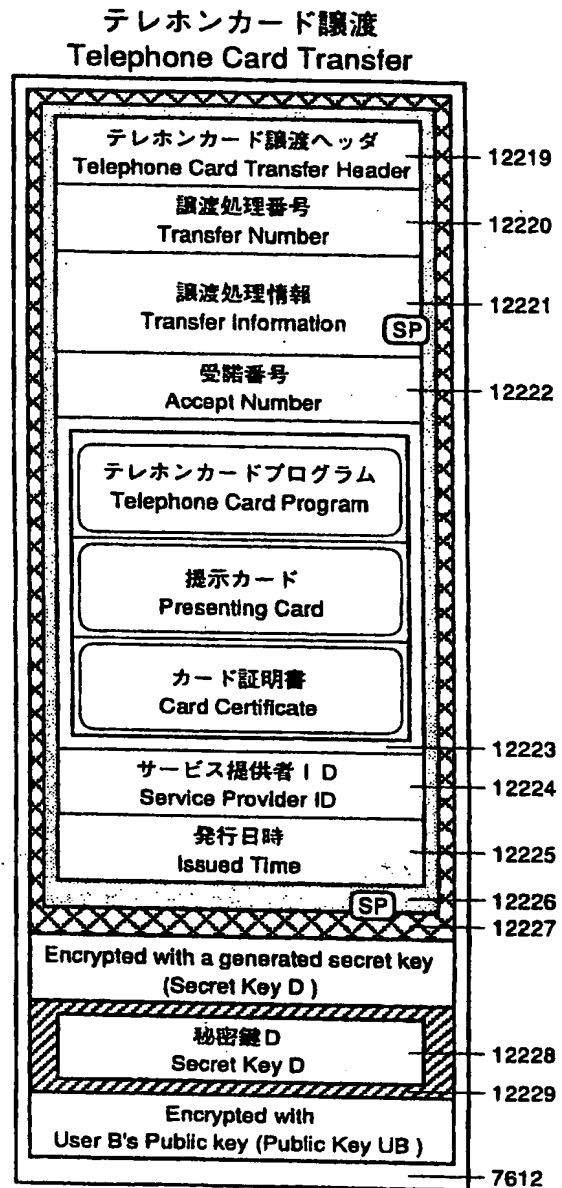 テレホンカード譲渡
Telephone Card Transfer
テレホンカード譲渡ヘッダ
Telephone Card Transfer Header
12219
譲渡処理番号
Transfer Number
12220
譲渡処理情報
Transfer Information
SP
12221
受諾番号
Accept Number
12222
テレホンカードプログラム
Telephone Card Program
提示カード
Presenting Card
カード証明書
Card Certificate
12223
サービス提供者ID
Service Provider ID
12224
発行日時
Issued Time
12225
SP
12226
12227
Encrypted with a generated secret key
(Secret Key D )
秘密鍵D
Secret Key D
12228
12229
Encrypted with
User B's Public key (Public Key UB )
7612